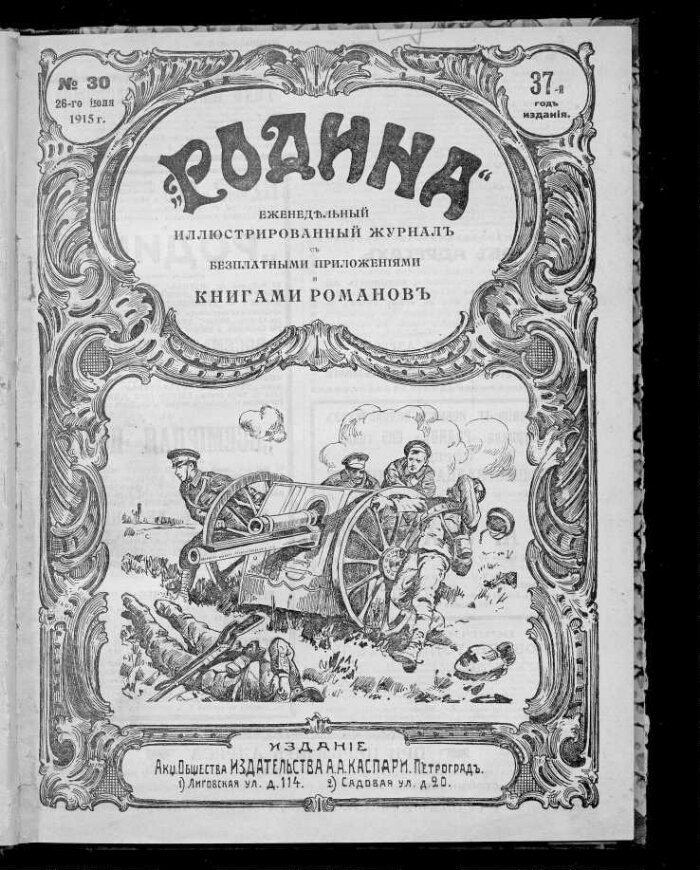 № 30
26-го іюля
1915 г.
37-й
годъ
изданія.
„РОДИНА“
ЕЖЕНЕДѢЛЬНЫЙ
ИЛЛЮСТРИРОВАННЫЙ ЖУРНАЛЪ
съ
БЕЗПЛАТНЫМИ ПРИЛОЖЕНІЯМИ
и
КНИГАМИ РОМАНОВЪ
ИЗДАНІЕ
АКЦ. ОБЩЕСТВА ИЗДАТЕЛЬСТВА А.А. КАСПАРИ. ПЕТРОГРАДЪ.
1) ЛИГОВСКАЯ УЛ. Д. 114. 2) САДОВАЯ УЛ. Д. 20.